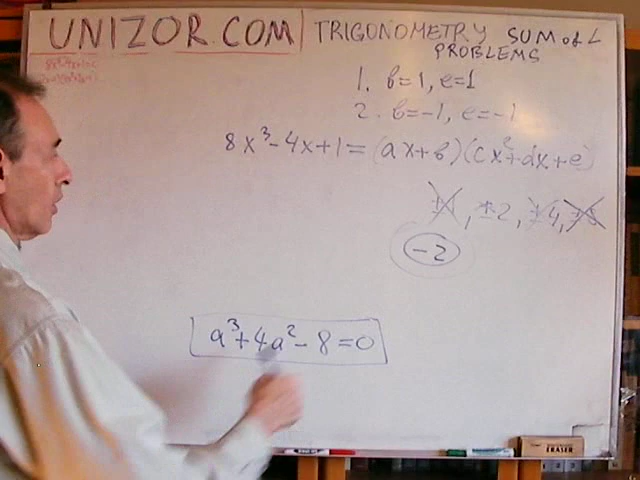 UNIZOR.COM | TRIGONOMETRY SUM of ∠
PROBLEMS
1. b=1, e=1
2. b=-1, e=-1
8x³-4x+1=(ax+b)(cx²+dx+e)
±1, ±2, ±4, ±8
-2
a³+4a²-8=0
ERASER